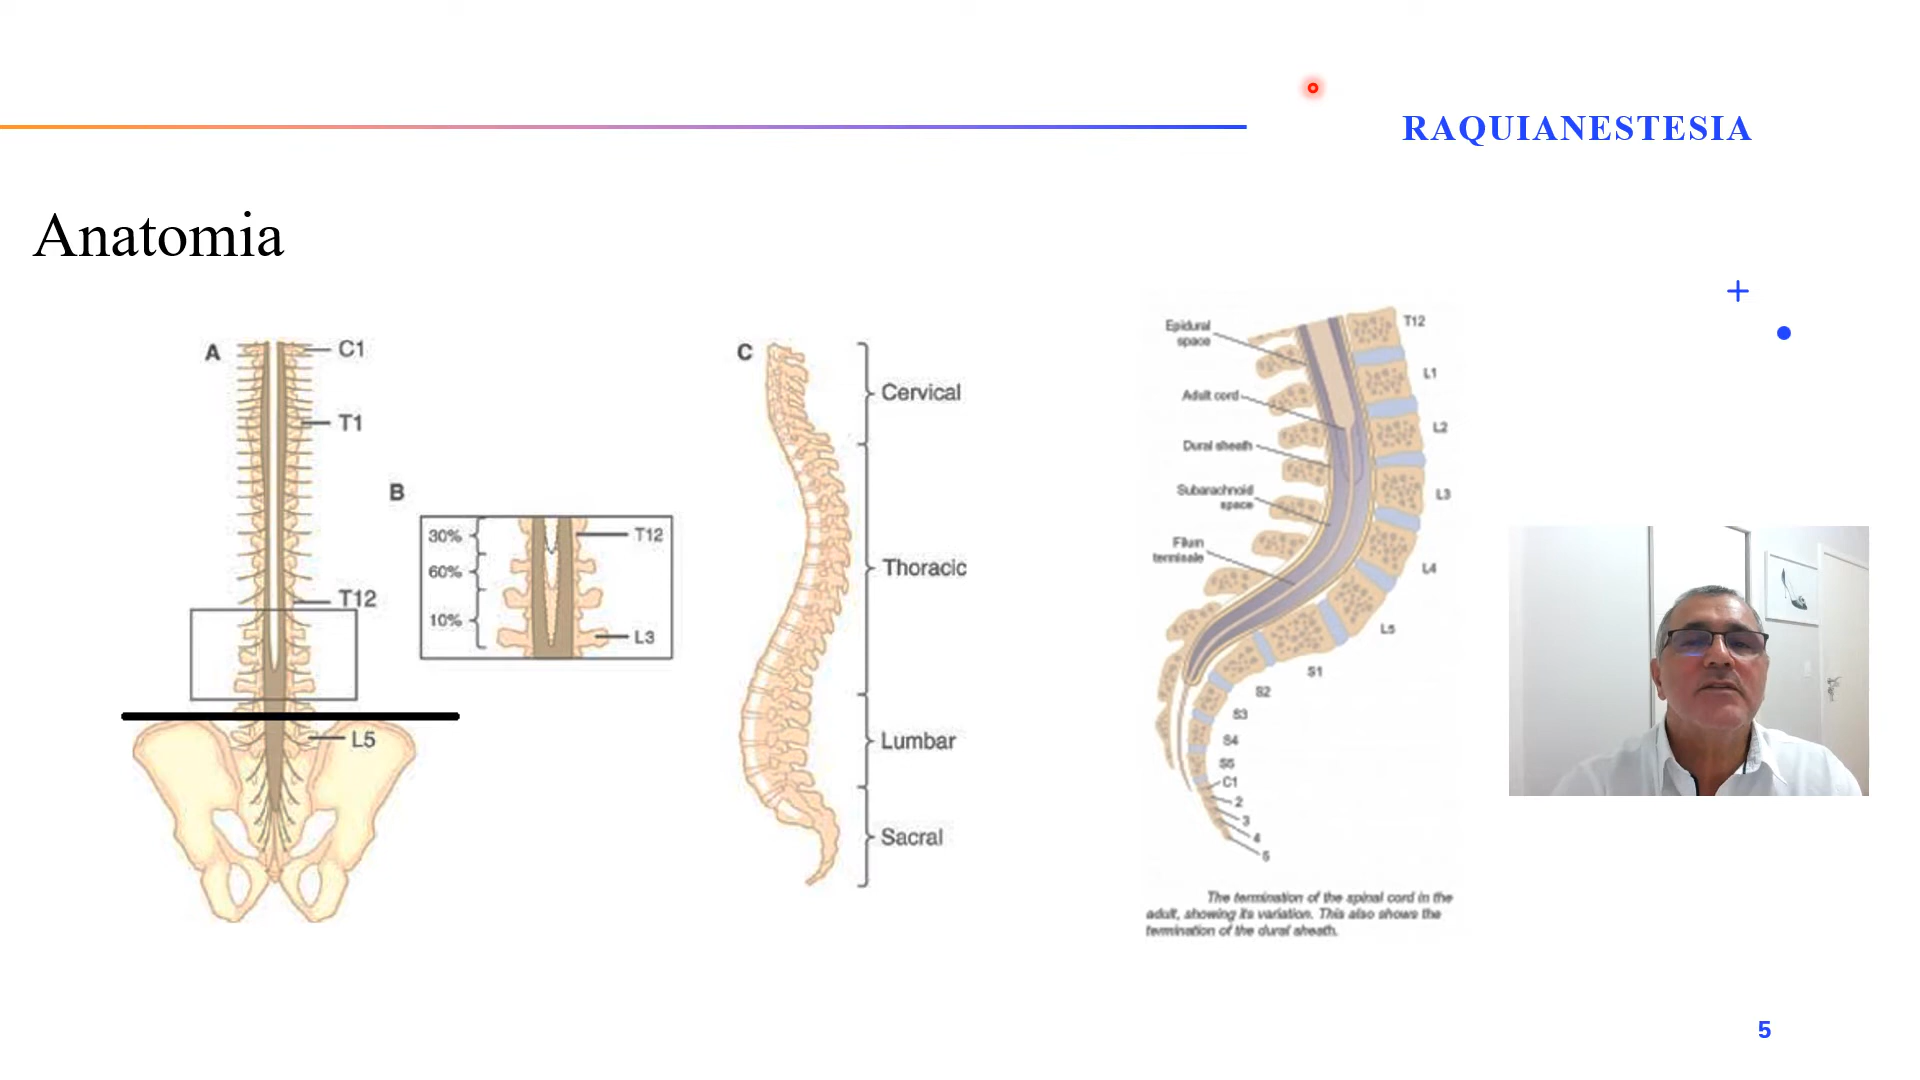 RAQUIANESTESIA
Anatomia
A
C1
T1
T12
L5
B
30%
60%
10%
T12
L3
C
Cervical
Thoracic
Lumbar
Sacral
Epidural
space
Adult cord
Dural sheath
Subarachnoid
space
Filum
terminale
T12
L1
L2
L3
L4
L5
S1
S2
S3
S4
S5
C1
2
3
4
5
The termination of the spinal cord in the
adult, showing its variation. This also shows the
termination of the dural sheath.
5